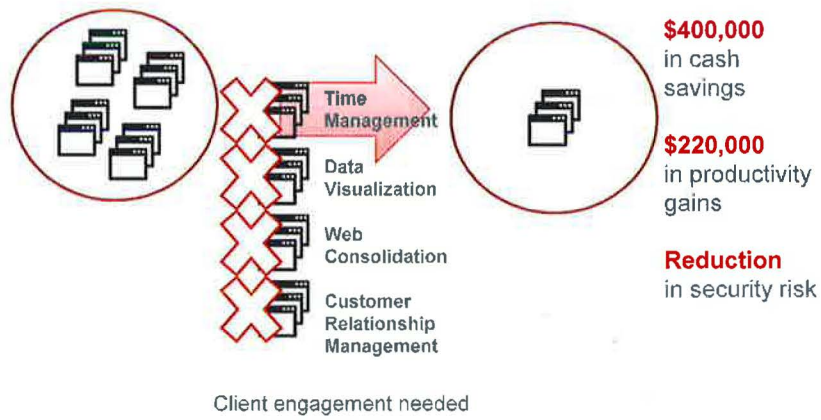 Time
Management
Data
Visualization
Web
Consolidation
Customer
Relationship
Management
Client engagement needed
$400,000
in cash
savings
$220,000
in productivity
gains
Reduction
in security risk